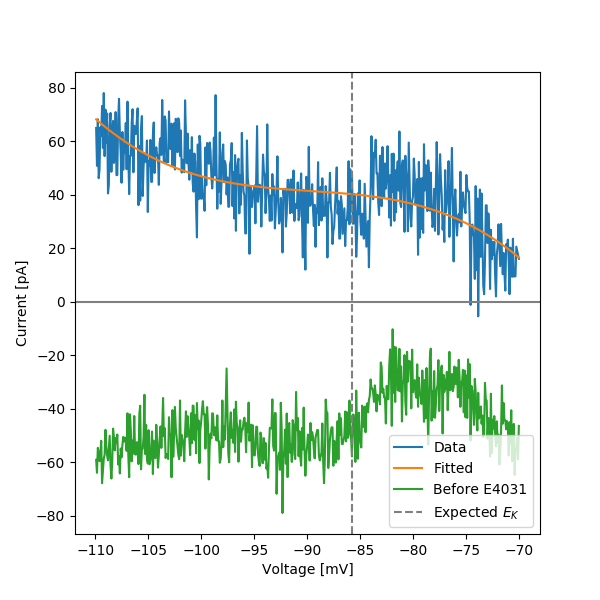 80
60
40
20
0
−20
−40
−60
−80
Current [pA]
Data
Fitted
Before E4031
Expected E_K
−110 −105 −100 −95 −90 −85 −80 −75 −70
Voltage [mV]